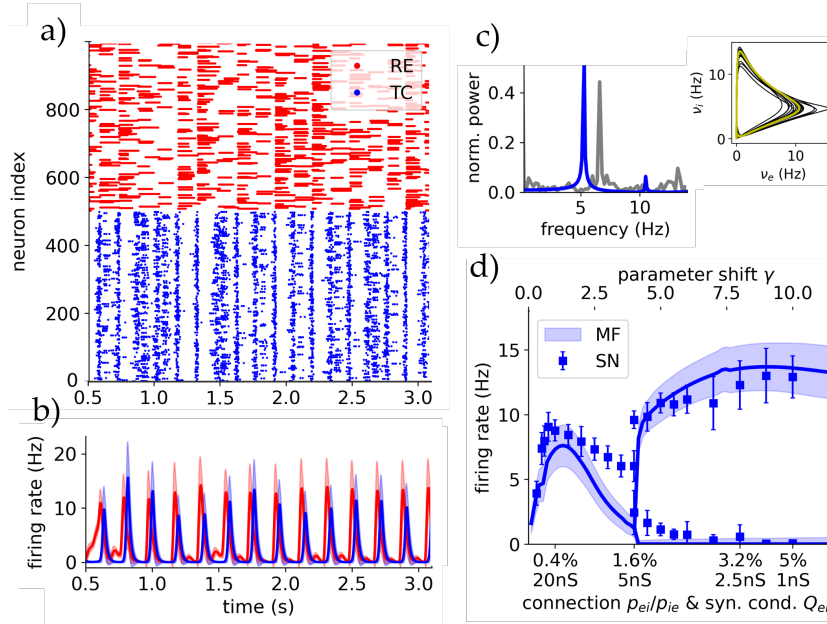 a)
RE
TC
neuron index
800
600
400
200
0
0.5 1.0 1.5 2.0 2.5 3.0
b)
firing rate (Hz)
20
10
0
0.5 1.0 1.5 2.0 2.5 3.0
time (s)
c)
norm. power
0.4
0.2
0.0
5 10
frequency (Hz)
νi (Hz)
10
0
0 10
νe (Hz)
d)
parameter shift γ
0.0 2.5 5.0 7.5 10.0
MF
SN
firing rate (Hz)
15
10
5
0
0.4% 1.6% 3.2% 5%
20nS 5nS 2.5nS 1nS
connection pei/pie & syn. cond. Qei